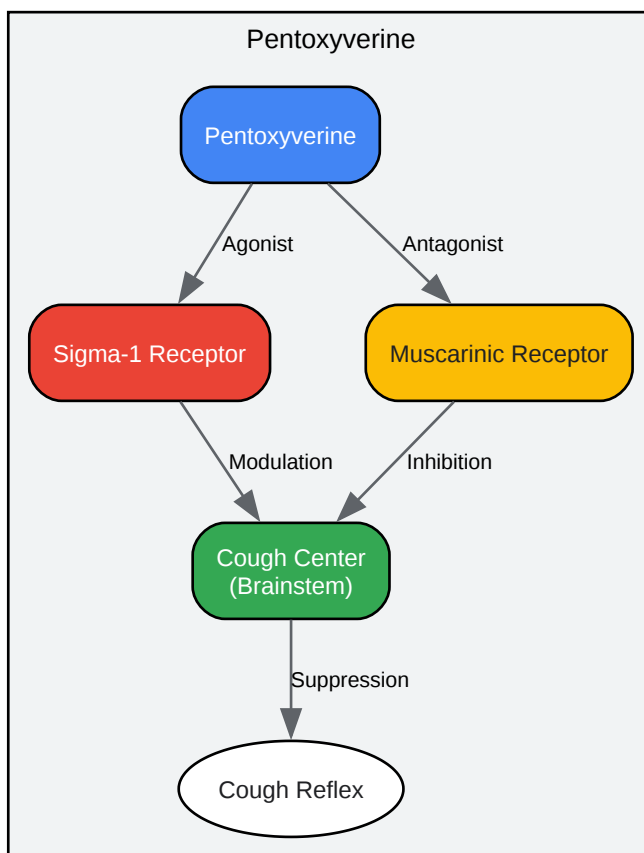 Pentoxyverine
Pentoxyverine
Agonist
Antagonist
Sigma-1 Receptor
Muscarinic Receptor
Modulation
Inhibition
Cough Center
(Brainstem)
Suppression
Cough Reflex